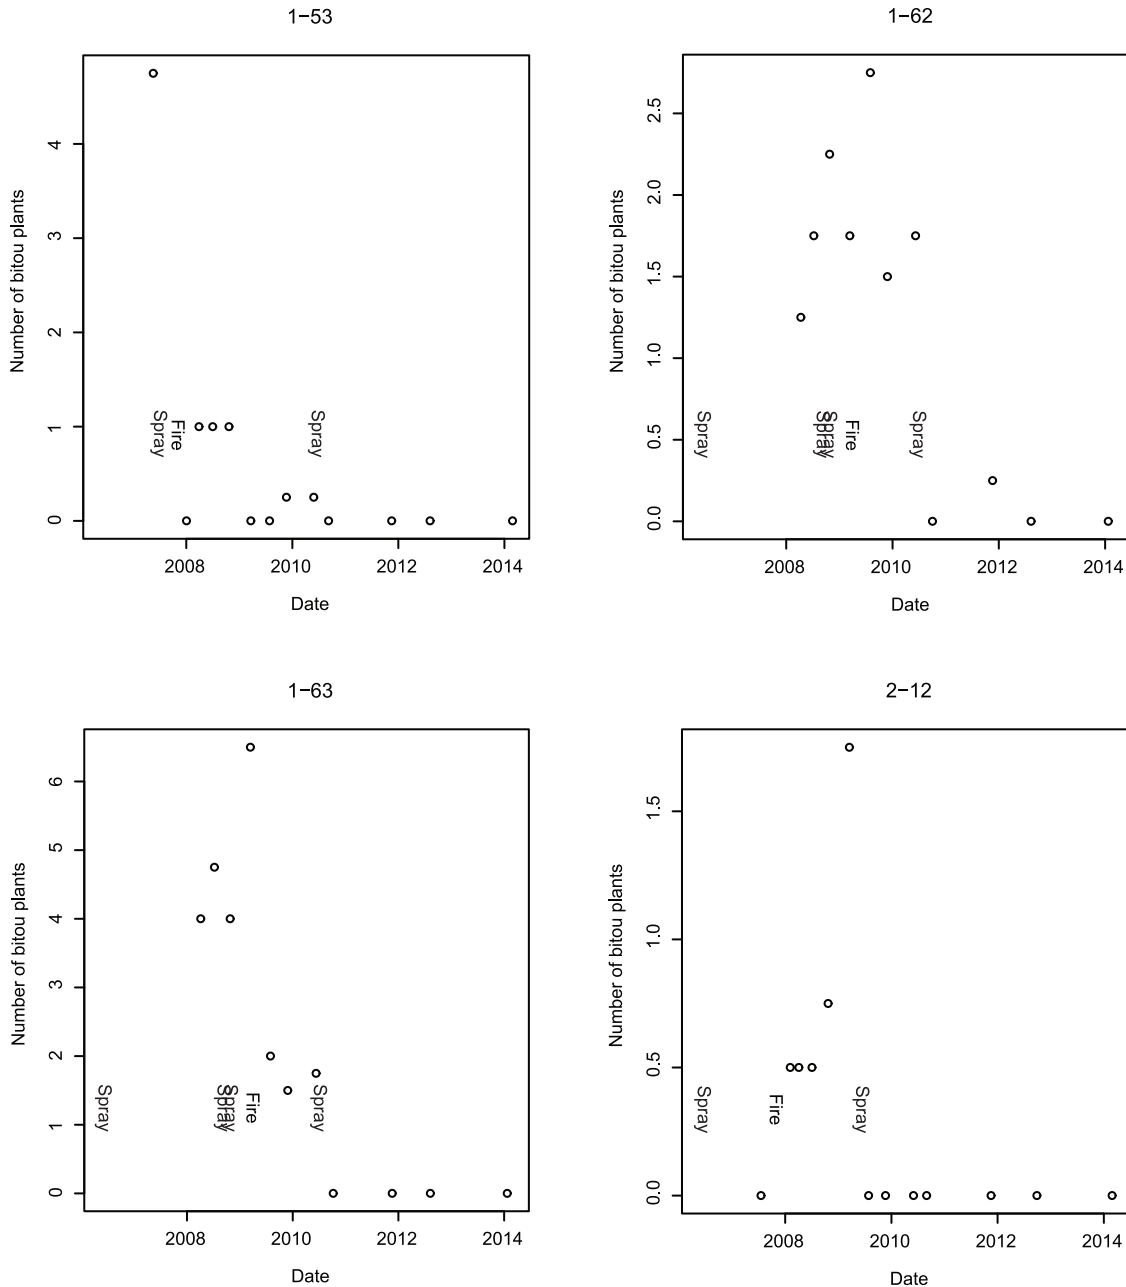 1−53
Number of bitou plants
4
3
2
1
0
Spray
Fire
Spray
2008 2010 2012 2014
Date
1−62
Number of bitou plants
2.5
2.0
1.5
1.0
0.5
0.0
Spray
Spray
Spray
Fire
Spray
2008 2010 2012 2014
Date
1−63
Number of bitou plants
6
5
4
3
2
1
0
Spray
Spray
Spray
Fire
Spray
2008 2010 2012 2014
Date
2−12
Number of bitou plants
1.5
1.0
0.5
0.0
Spray
Fire
Spray
2008 2010 2012 2014
Date